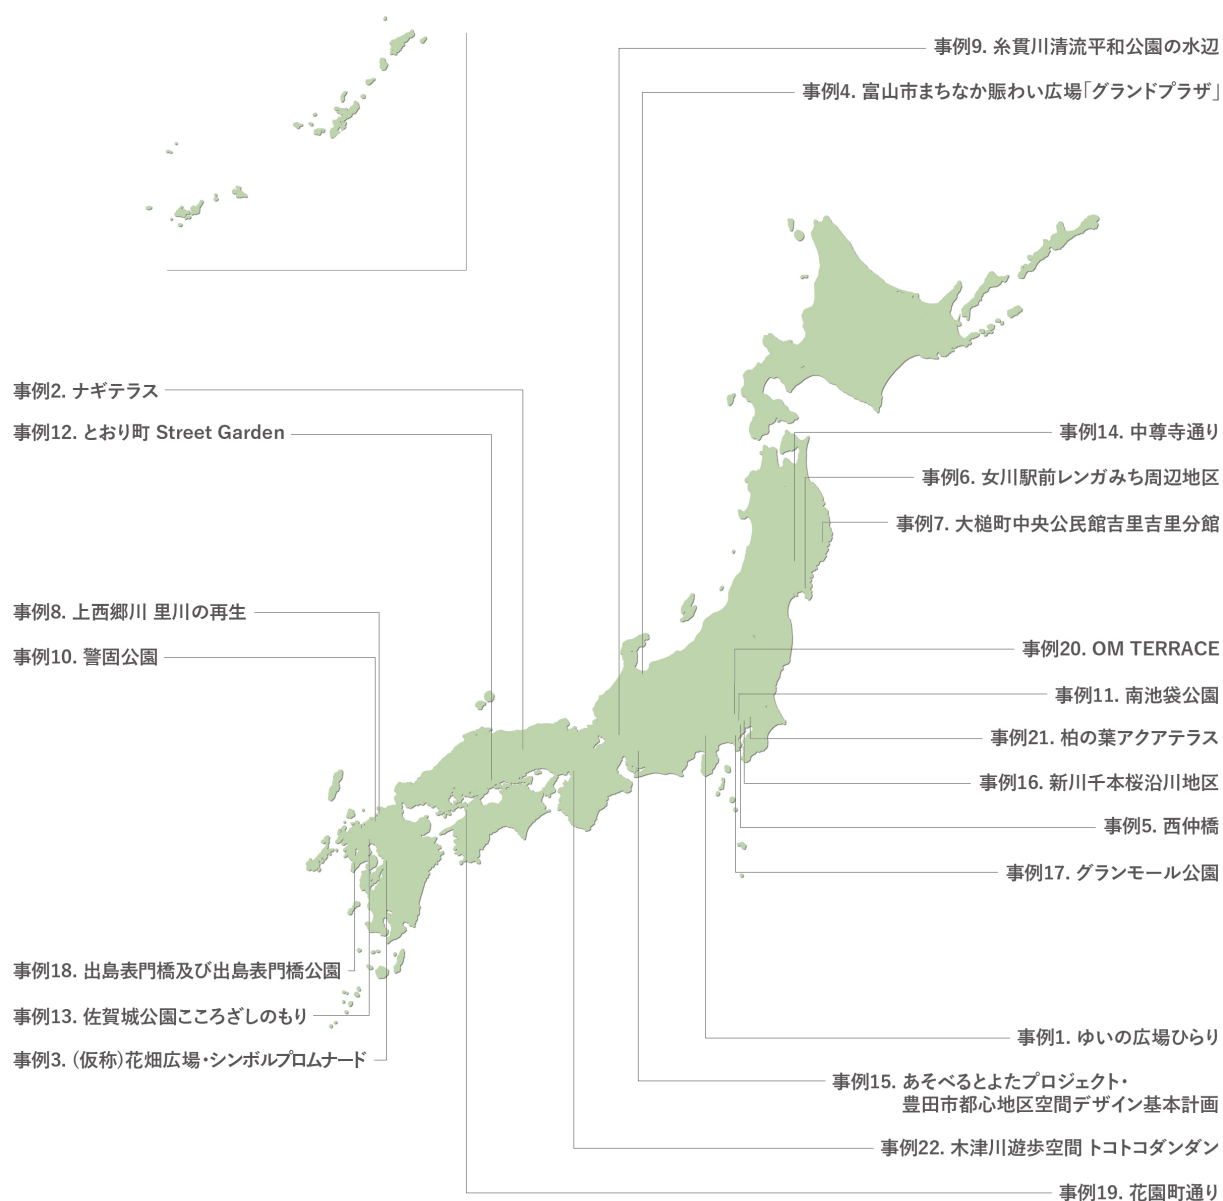 事例9. 糸貫川清流平和公園の水辺
事例4. 富山市まちなか賑わい広場「グランドプラザ」
事例2. ナギテラス
事例12. とおり町 Street Garden
事例14. 中尊寺通り
事例6. 女川駅前レンガみち周辺地区
事例7. 大槌町中央公民館吉里吉里分館
事例8. 上西郷川 里川の再生
事例10. 警固公園
事例20. OM TERRACE
事例11. 南池袋公園
事例21. 柏の葉アクアテラス
事例16. 新川千本桜沿川地区
事例5. 西仲橋
事例17. グランモール公園
事例18. 出島表門橋及び出島表門橋公園
事例13. 佐賀城公園こころざしのもり
事例3. (仮称)花畑広場・シンボルプロムナード
事例1. ゆいの広場ひらり
事例15. あそべるとよたプロジェクト・
豊田市都心地区空間デザイン基本計画
事例22. 木津川遊歩空間 トコトコダンダン
事例19. 花園町通り